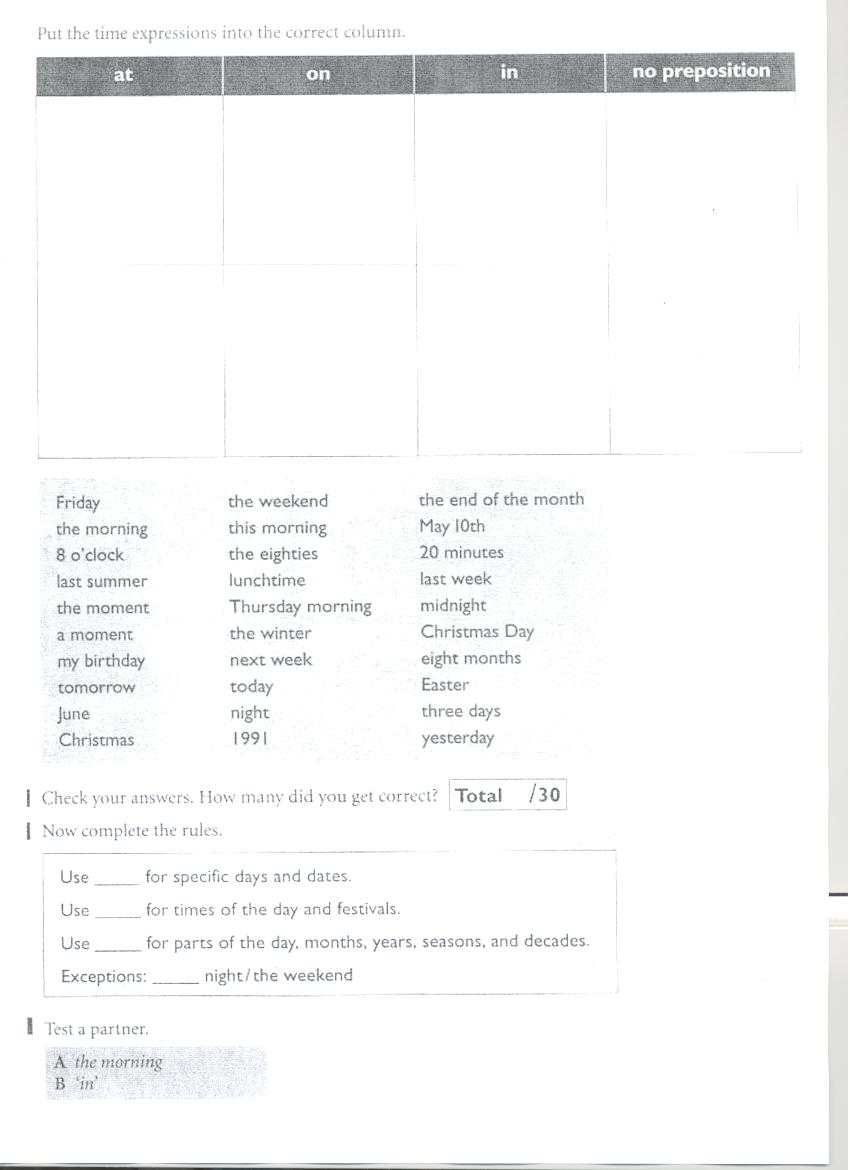 Put the time expressions into the correct column.
at on in no preposition
Friday the weekend the end of the month
the morning this morning May 10th
8 o'clock the eighties 20 minutes
last summer lunchtime last week
the moment Thursday morning midnight
a moment the winter Christmas Day
my birthday next week eight months
tomorrow today Easter
June night three days
Christmas 1991 yesterday
Check your answers. How many did you get correct? Total /30
Now complete the rules.
Use _____ for specific days and dates.
Use _____ for times of the day and festivals.
Use _____ for parts of the day, months, years, seasons, and decades.
Exceptions: _____ night/the weekend
Test a partner.
A the morning
B 'in'